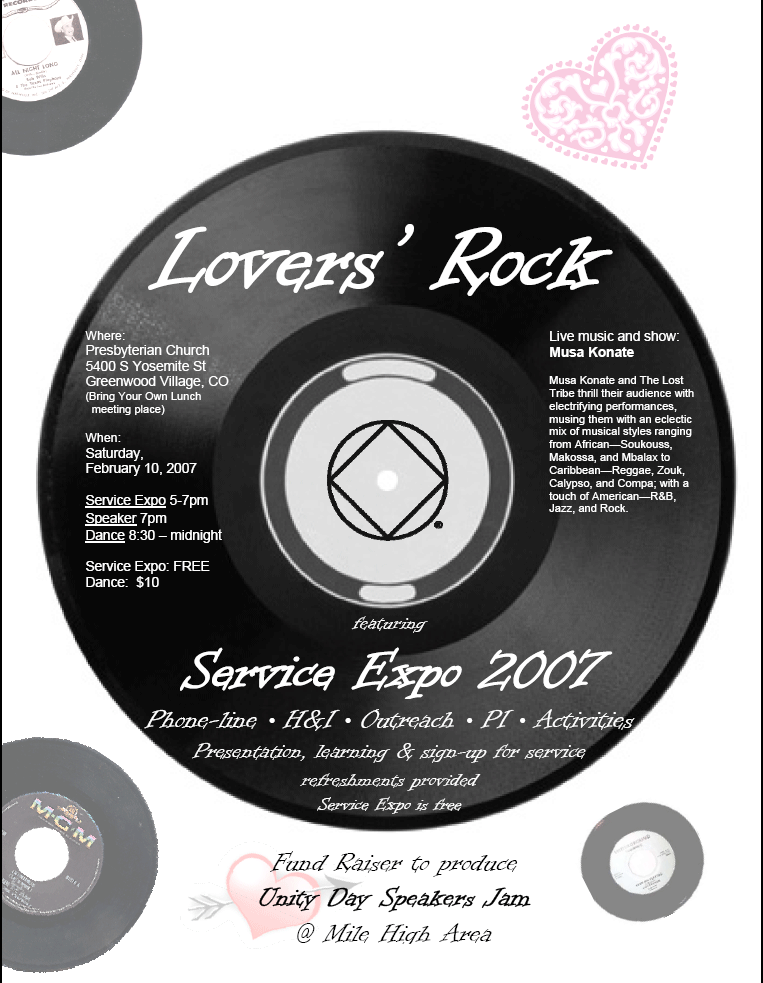 RECORD
ALL NIGHT LONG
Lovers' Rock
Where:
Presbyterian Church
5400 S Yosemite St
Greenwood Village, CO
(Bring Your Own Lunch
meeting place)
When:
Saturday,
February 10, 2007
Service Expo 5-7pm
Speaker 7pm
Dance 8:30 – midnight
Service Expo: FREE
Dance: $10
Live music and show:
Musa Konate
Musa Konate and The Lost
Tribe thrill their audience with
electrifying performances,
musing them with an eclectic
mix of musical styles ranging
from African—Soukouss,
Makossa, and Mbalax to
Caribbean—Reggae, Zouk,
Calypso, and Compa; with a
touch of American—R&B,
Jazz, and Rock.
®
featuring
Service Expo 2007
Phone-line • H&I • Outreach • PI • Activities
Presentation, learning & sign-up for service
refreshments provided
Service Expo is free
M-G-M
Fund Raiser to produce
Unity Day Speakers Jam
@ Mile High Area